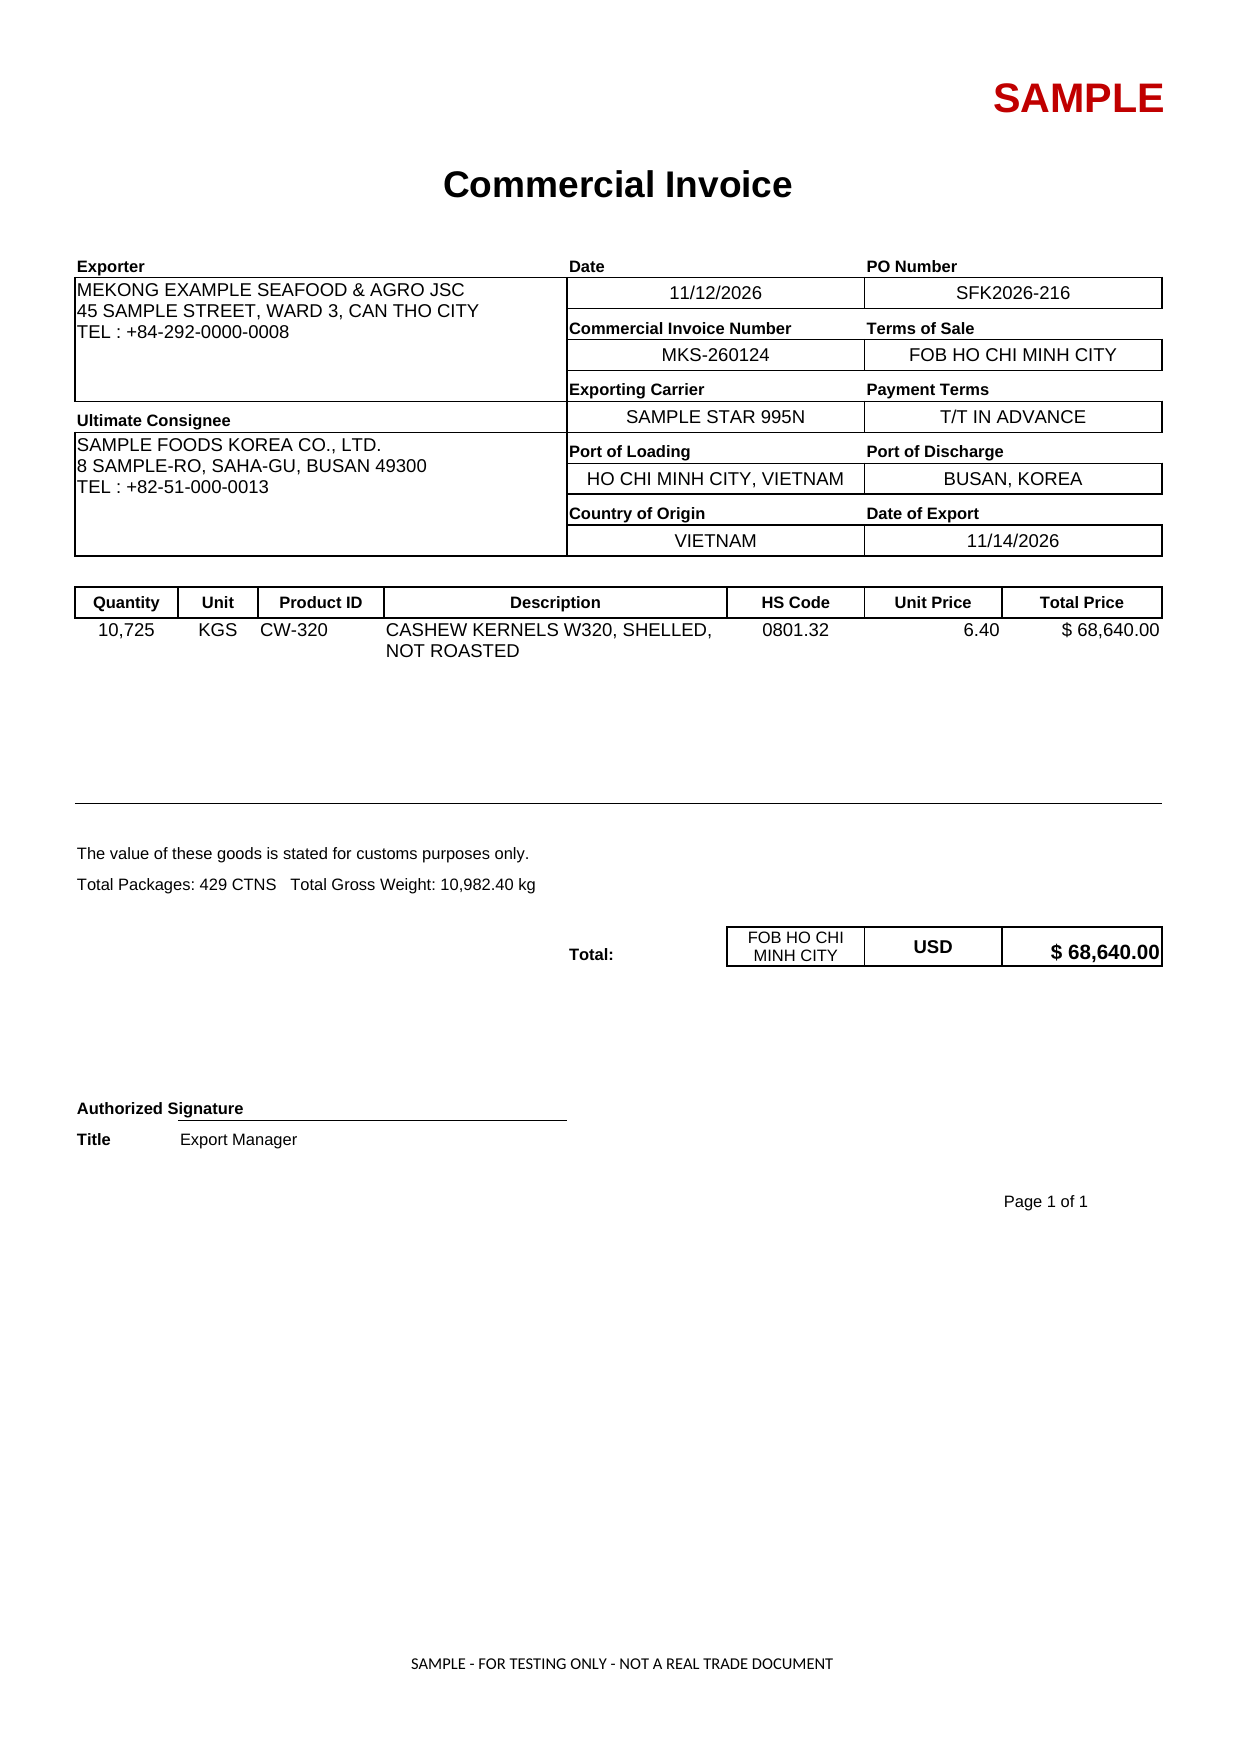 SAMPLE
Commercial Invoice
Exporter
Date
PO Number
MEKONG EXAMPLE SEAFOOD & AGRO JSC
45 SAMPLE STREET, WARD 3, CAN THO CITY
TEL : +84-292-0000-0008
11/12/2026
SFK2026-216
Commercial Invoice Number
Terms of Sale
MKS-260124
FOB HO CHI MINH CITY
Exporting Carrier
Payment Terms
SAMPLE STAR 995N
T/T IN ADVANCE
Ultimate Consignee
SAMPLE FOODS KOREA CO., LTD.
8 SAMPLE-RO, SAHA-GU, BUSAN 49300
TEL : +82-51-000-0013
Port of Loading
Port of Discharge
HO CHI MINH CITY, VIETNAM
BUSAN, KOREA
Country of Origin
Date of Export
VIETNAM
11/14/2026
Quantity Unit Product ID Description HS Code Unit Price Total Price
10,725 KGS CW-320 CASHEW KERNELS W320, SHELLED, 0801.32 6.40 $ 68,640.00
NOT ROASTED
The value of these goods is stated for customs purposes only.
Total Packages: 429 CTNS   Total Gross Weight: 10,982.40 kg
Total:
FOB HO CHI
MINH CITY
USD
$ 68,640.00
Authorized Signature
Title Export Manager
Page 1 of 1
SAMPLE - FOR TESTING ONLY - NOT A REAL TRADE DOCUMENT